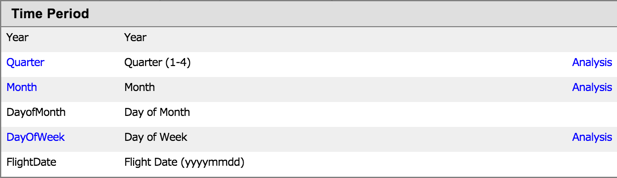 Time Period
Year Year
Quarter Quarter (1-4) Analysis
Month Month Analysis
DayofMonth Day of Month
DayOfWeek Day of Week Analysis
FlightDate Flight Date (yyyymmdd)